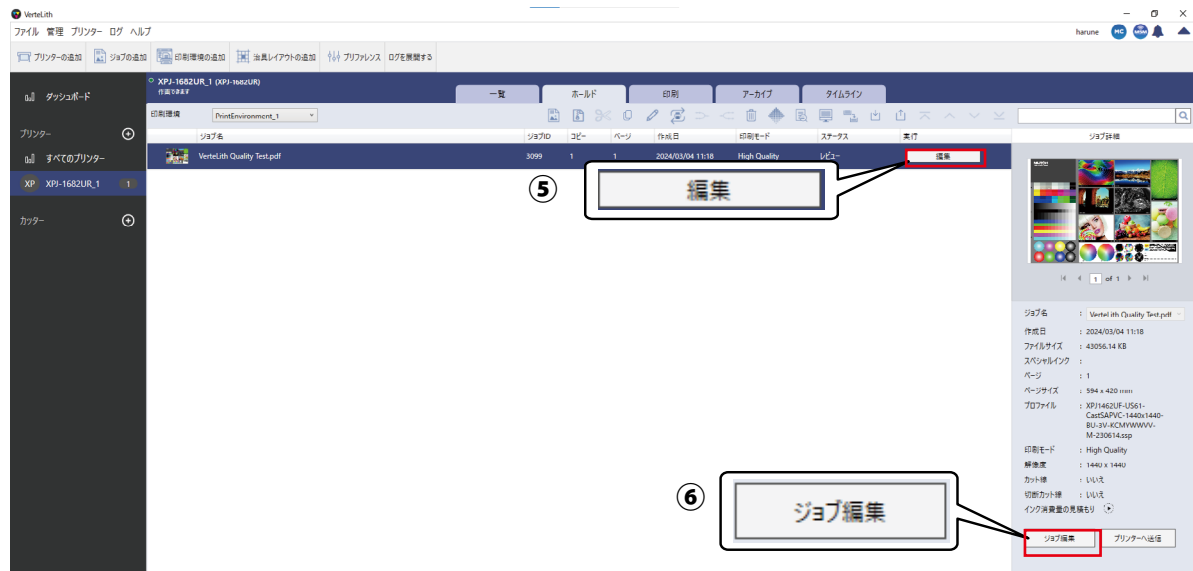 VerteLith
ファイル 管理 プリンター ログ ヘルプ
harune MC MSM
プリンターの追加 ジョブの追加 印刷環境の追加 治具レイアウトの追加 プリファレンス ログを展開する
ダッシュボード
プリンター
すべてのプリンター
XP XPJ-1682UR_1 1
カッター
XPJ-1682UR_1 (XPJ-1682UR)
作画できます
一覧 ホールド 印刷 アーカイブ タイムライン
印刷環境 PrintEnvironment_1
ジョブ名 ジョブID コピー ページ 作成日 印刷モード ステータス 実行
VerteLith Quality Test.pdf 3099 1 1 2024/03/04 11:18 High Quality レビュー 編集
⑤ 編集
⑥ ジョブ編集
ジョブ詳細
1 of 1
ジョブ名 : VerteLith Quality Test.pdf
作成日 : 2024/03/04 11:18
ファイルサイズ : 43056.14 KB
スペシャルインク :
ページ : 1
ページサイズ : 594 x 420 mm
プロファイル : XPJ1462UF-US61-
CastSAPVC-1440x1440-
BU-3V-KCMYWWVV-
M-230614.ssp
印刷モード : High Quality
解像度 : 1440 x 1440
カット線 : いいえ
切断カット線 : いいえ
インク消費量の見積もり
ジョブ編集 プリンターへ送信